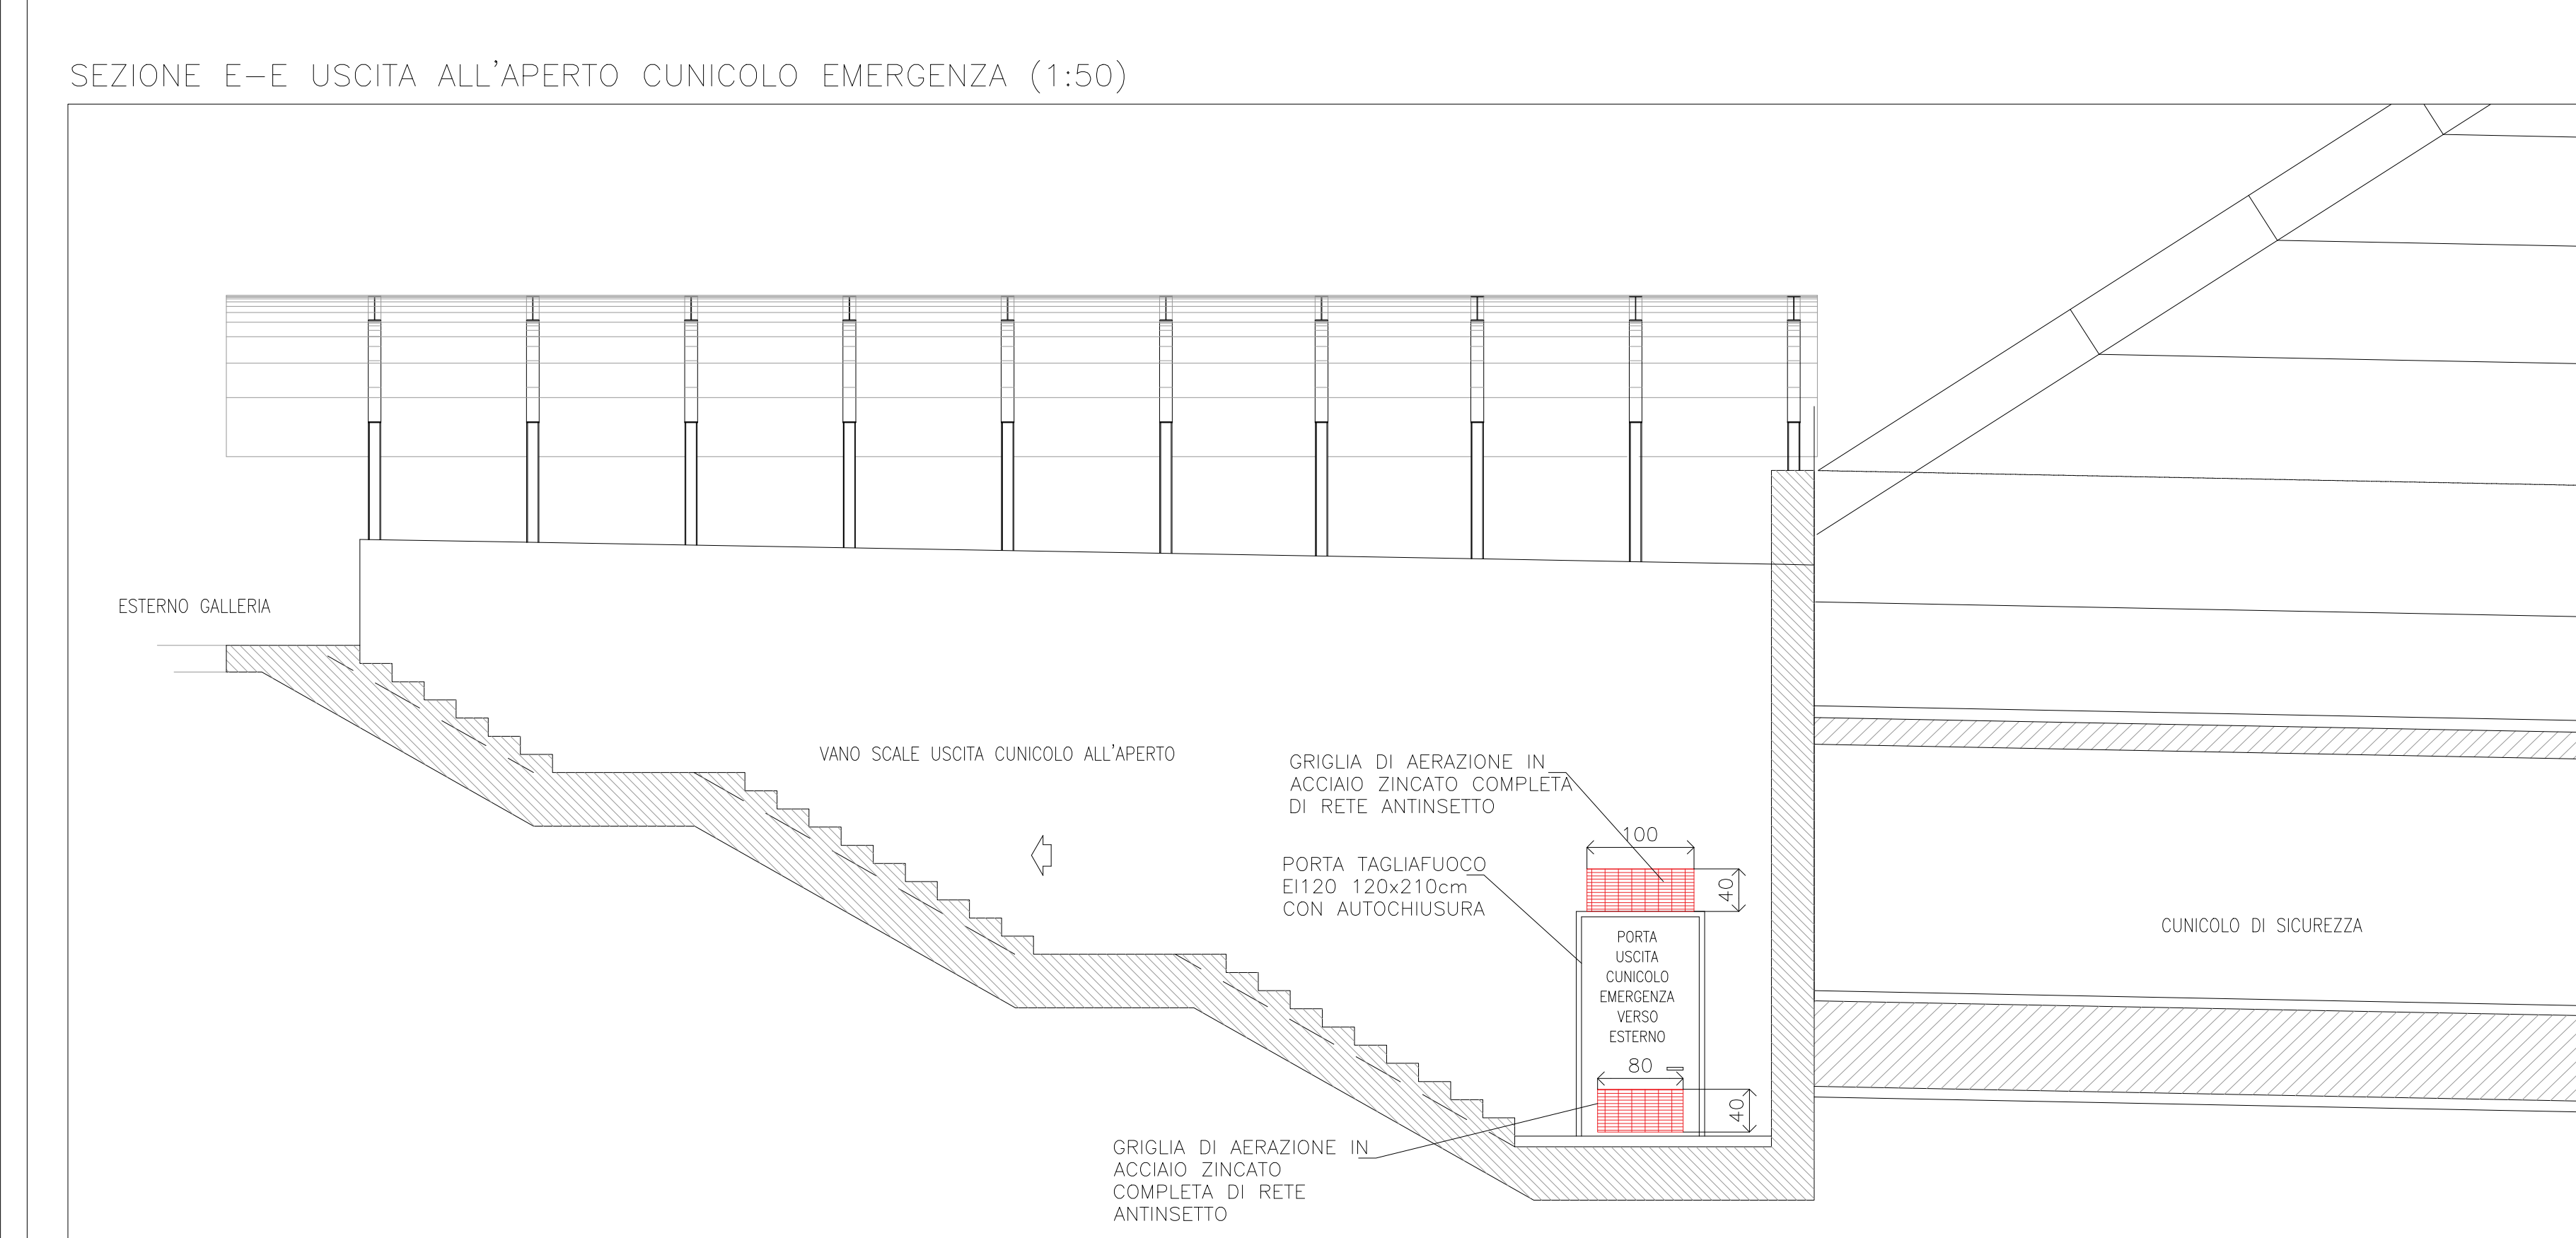 SEZIONE E-E USCITA ALL'APERTO CUNICOLO EMERGENZA (1:50)
ESTERNO GALLERIA
VANO SCALE USCITA CUNICOLO ALL'APERTO
GRIGLIA DI AERAZIONE IN
ACCIAIO ZINCATO COMPLETA
DI RETE ANTINSETTO
100
40
PORTA TAGLIAFUOCO
EI120 120x210cm
CON AUTOCHIUSURA
PORTA
USCITA
CUNICOLO
EMERGENZA
VERSO
ESTERNO
80
40
CUNICOLO DI SICUREZZA
GRIGLIA DI AERAZIONE IN
ACCIAIO ZINCATO
COMPLETA DI RETE
ANTINSETTO